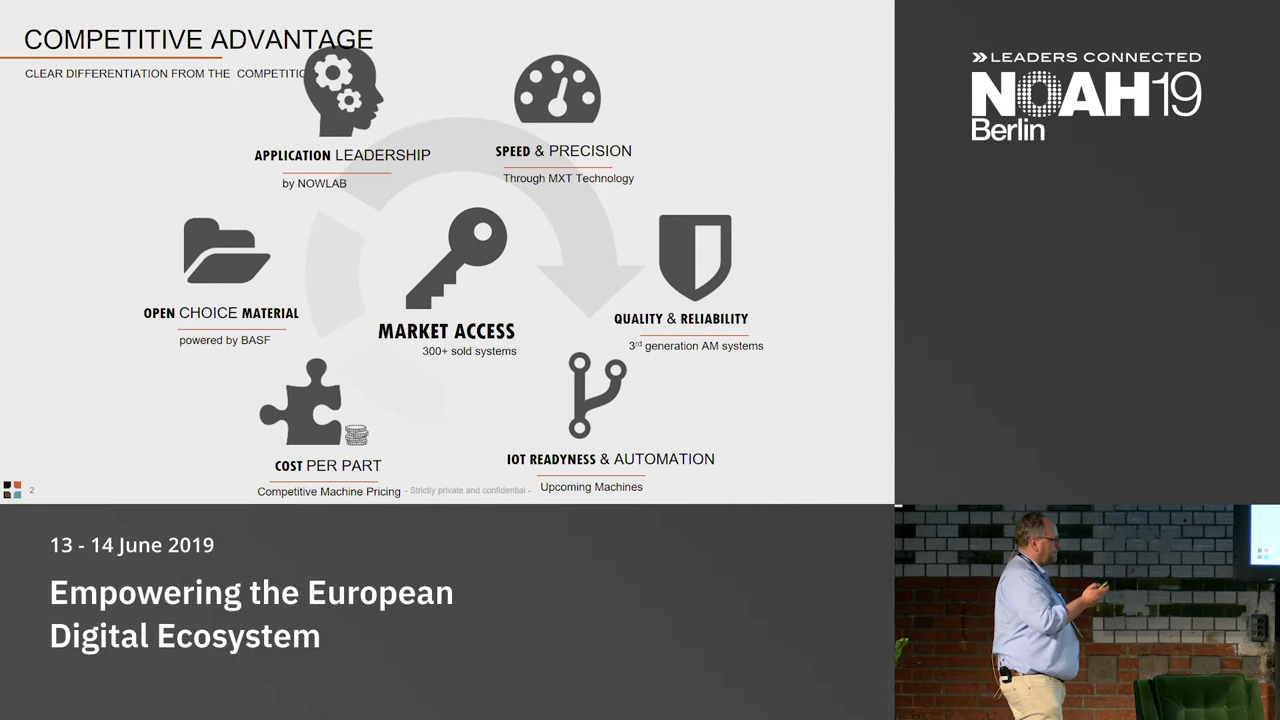 COMPETITIVE ADVANTAGE
CLEAR DIFFERENTIATION FROM THE COMPETITIO
APPLICATION LEADERSHIP
by NOWLAB
SPEED & PRECISION
Through MXT Technology
OPEN CHOICE MATERIAL
powered by BASF
MARKET ACCESS
300+ sold systems
QUALITY & RELIABILITY
3rd generation AM systems
COST PER PART
Competitive Machine Pricing
IOT READYNESS & AUTOMATION
Upcoming Machines
- Strictly private and confidential -
2
LEADERS CONNECTED
NOAH19
Berlin
13 - 14 June 2019
Empowering the European
Digital Ecosystem